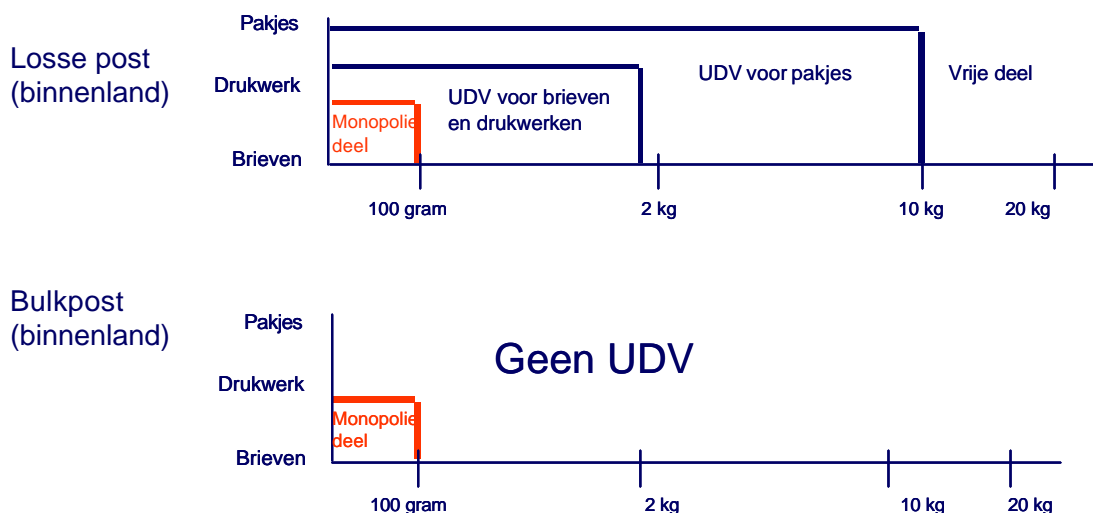 Losse post
(binnenland)
Pakjes
Drukwerk
Brieven
Monopolie
deel
UDV voor brieven
en drukwerken
UDV voor pakjes
Vrije deel
100 gram
2 kg
10 kg
20 kg
Bulkpost
(binnenland)
Pakjes
Drukwerk
Brieven
Monopolie
deel
Geen UDV
100 gram
2 kg
10 kg
20 kg